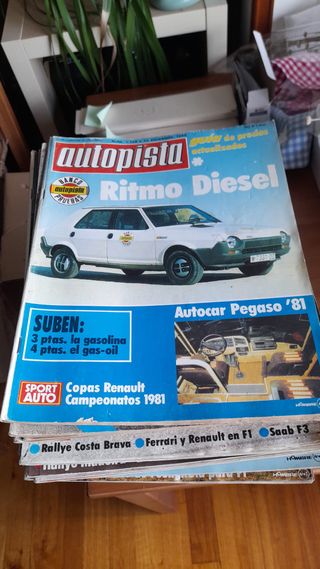 guía de precios
actualizados
autopista
BANCO
autopista
PRUEBAS
Ritmo Diesel
SUBEN:
3 ptas. la gasolina
4 ptas. el gas-oil
Autocar Pegaso '81
SPORT
AUTO
Copas Renault
Campeonatos 1981
Rallye Costa Brava Ferrari y Renault en F1 Saab F3